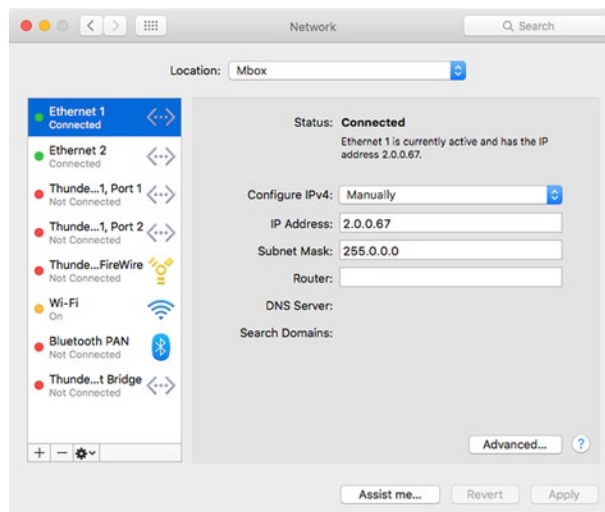 Network
Search
Location: Mbox
Ethernet 1
Connected
Ethernet 2
Connected
Thunde...1, Port 1
Not Connected
Thunde...1, Port 2
Not Connected
Thunde...FireWire
Not Connected
Wi-Fi
On
Bluetooth PAN
Not Connected
Thunde...t Bridge
Not Connected
Status: Connected
Ethernet 1 is currently active and has the IP
address 2.0.0.67.
Configure IPv4: Manually
IP Address: 2.0.0.67
Subnet Mask: 255.0.0.0
Router:
DNS Server:
Search Domains:
Advanced... ?
Assist me... Revert Apply